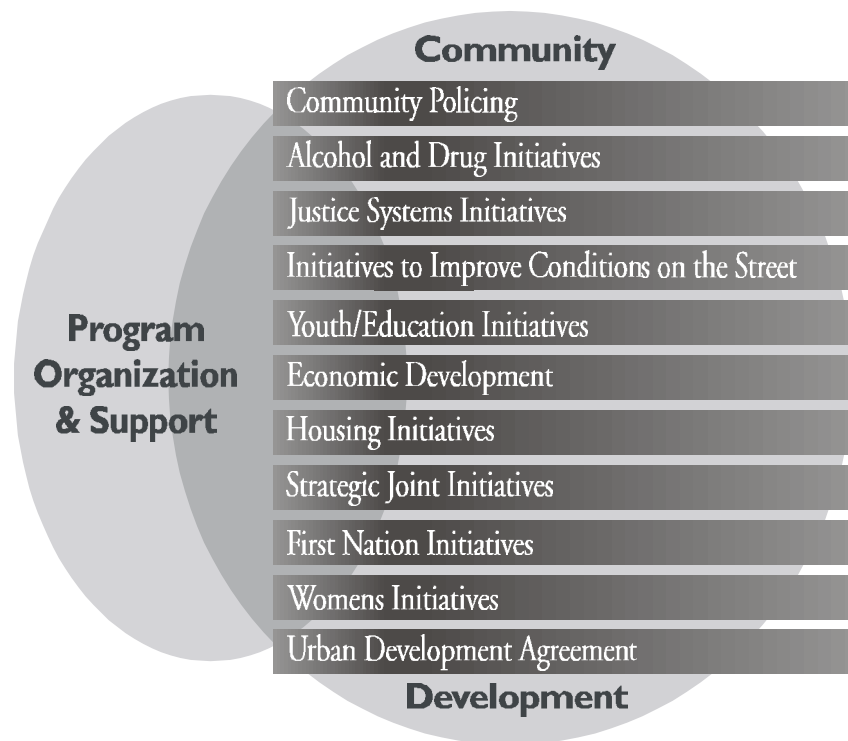 Community
Community Policing
Alcohol and Drug Initiatives
Justice Systems Initiatives
Initiatives to Improve Conditions on the Street
Youth/Education Initiatives
Economic Development
Housing Initiatives
Strategic Joint Initiatives
First Nation Initiatives
Womens Initiatives
Urban Development Agreement
Development
Program
Organization
& Support